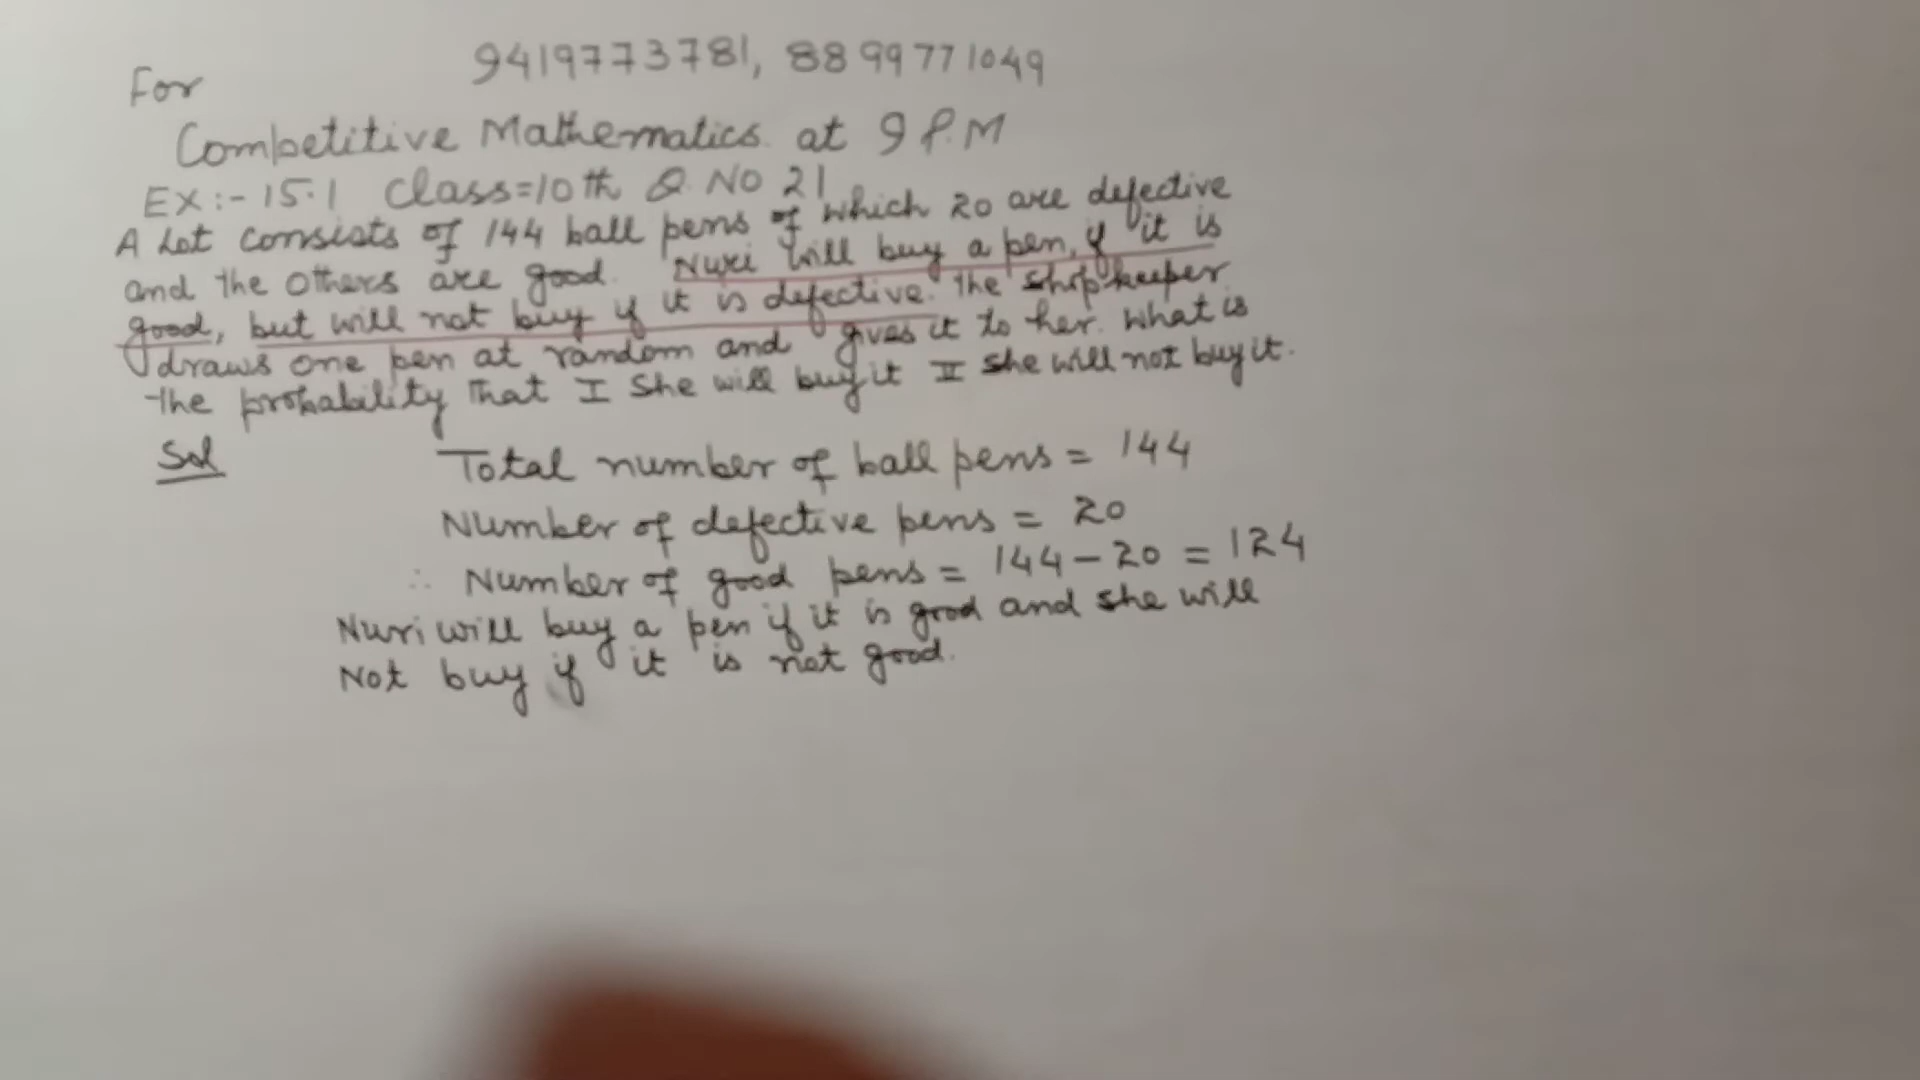 9419773781, 8899771049
For
Competitive Mathematics at 9 P.M
EX:- 15.1 Class=10th Q. NO 21
A Lot consists of 144 ball pens of which 20 are defective
and the others are good. Nuri will buy a pen, if it is
good, but will not buy if it is defective. The shopkeeper
draws one pen at random and gives it to her. What is
the probability that I She will buy it II she will not buy it.
Sol
Total number of ball pens = 144
Number of defective pens = 20
∴ Number of good pens = 144 - 20 = 124
Nuri will buy a pen if it is good and she will
Not buy if it is not good.